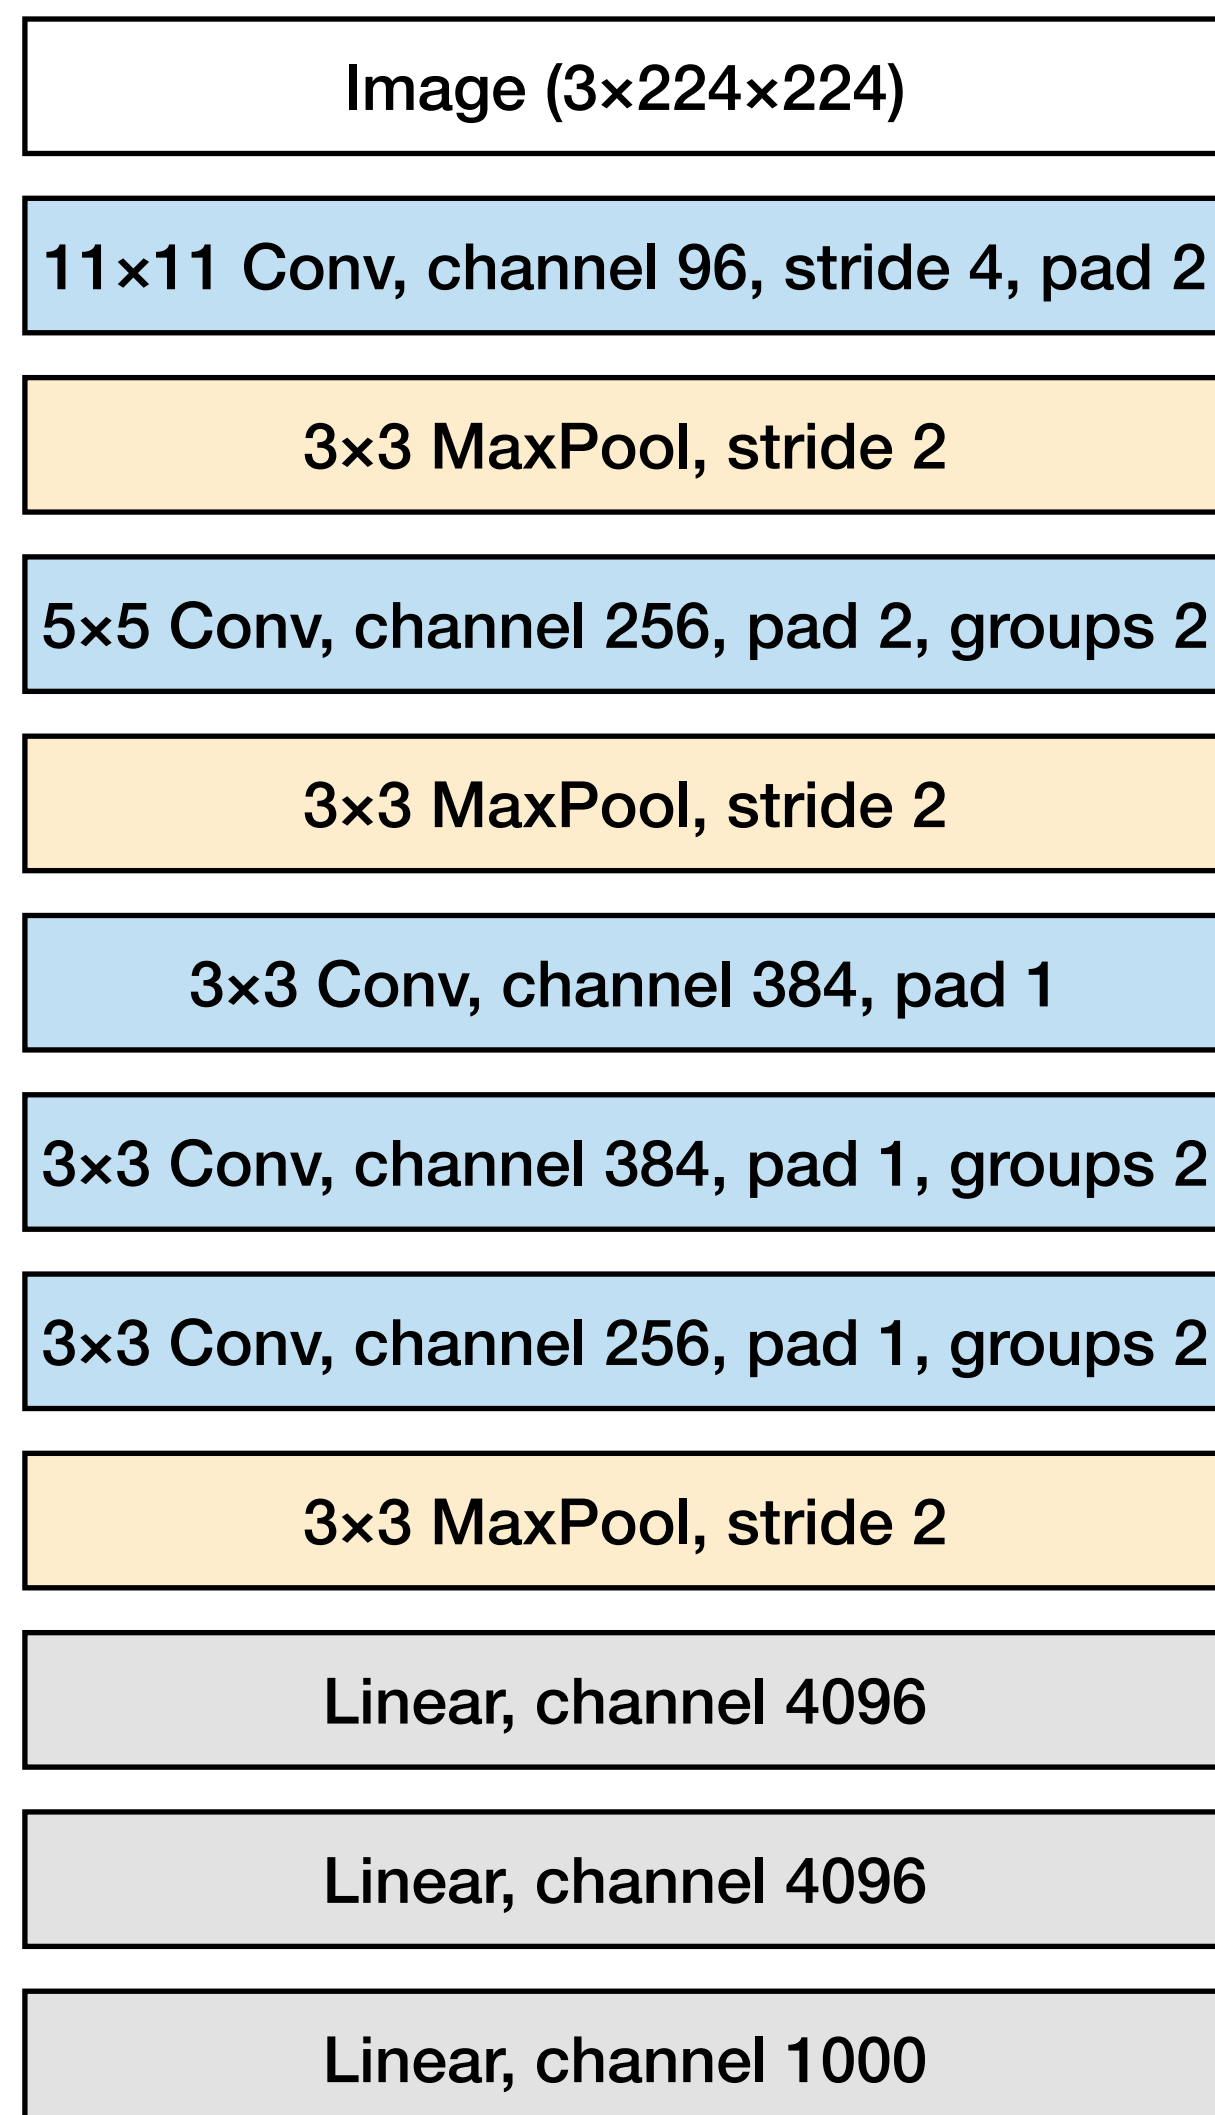 Image (3×224×224)
11×11 Conv, channel 96, stride 4, pad 2
3×3 MaxPool, stride 2
5×5 Conv, channel 256, pad 2, groups 2
3×3 MaxPool, stride 2
3×3 Conv, channel 384, pad 1
3×3 Conv, channel 384, pad 1, groups 2
3×3 Conv, channel 256, pad 1, groups 2
3×3 MaxPool, stride 2
Linear, channel 4096
Linear, channel 4096
Linear, channel 1000